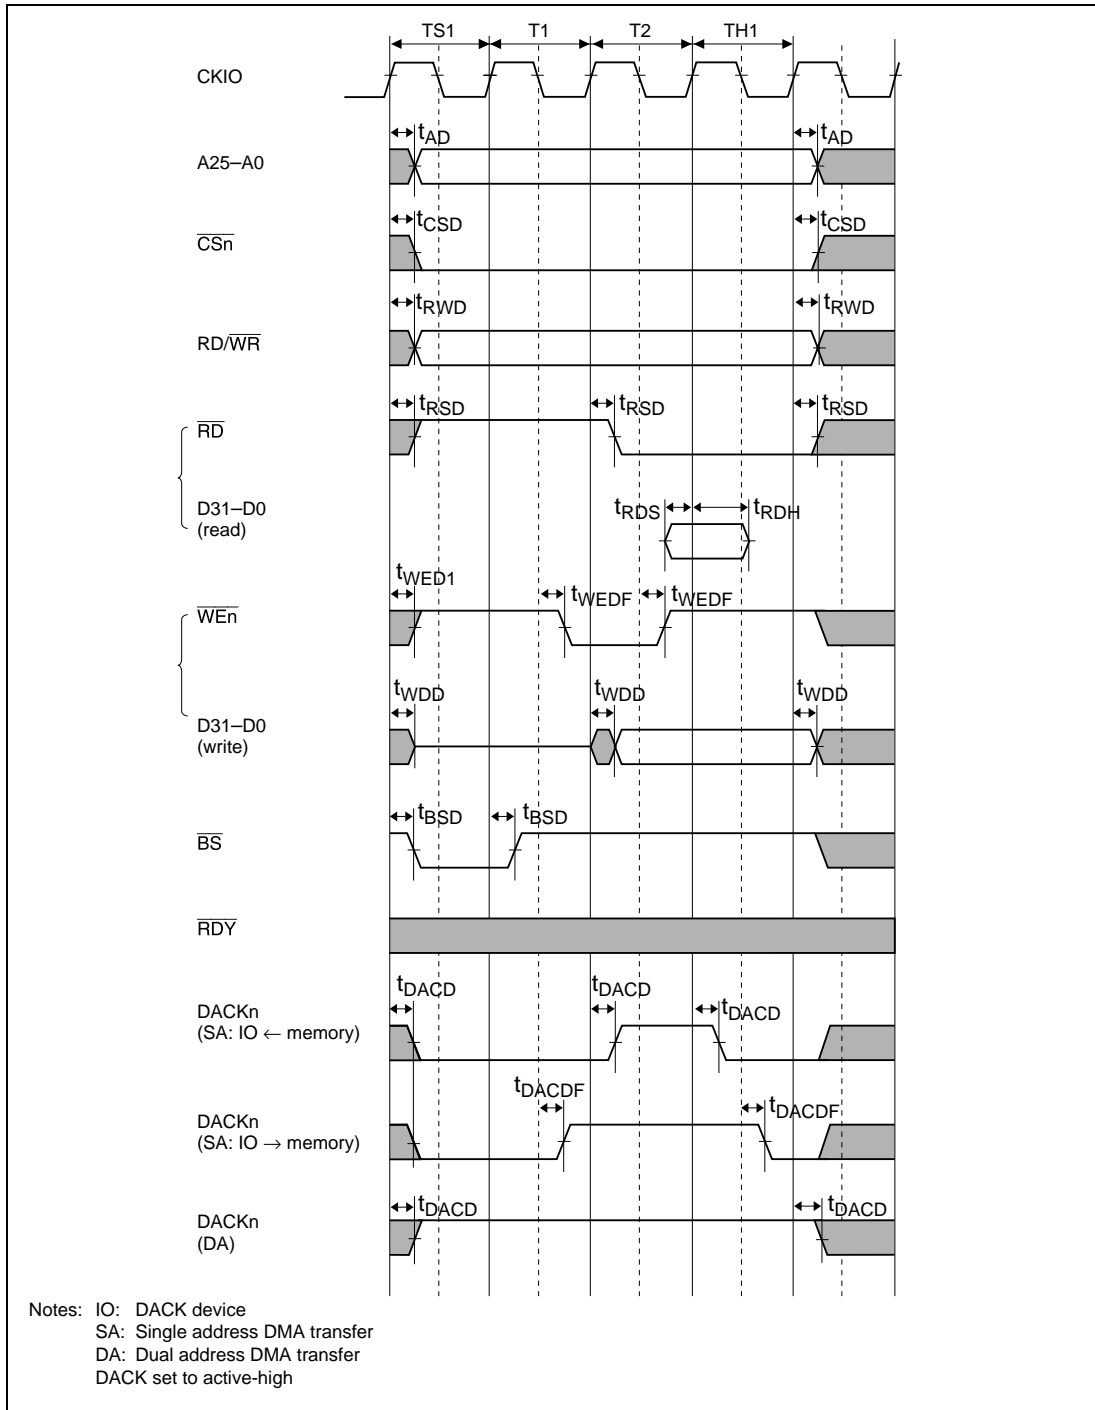 TS1 T1 T2 TH1
CKIO
tAD tAD
A25–A0
tCSD tCSD
CSn
tRWD tRWD
RD/WR
tRSD tRSD tRSD
RD
D31–D0
(read)
tRDS tRDH
tWED1
tWEDF tWEDF
WEn
tWDD tWDD tWDD
D31–D0
(write)
tBSD tBSD
BS
RDY
tDACD tDACD tDACD
DACKn
(SA: IO ← memory)
tDACDF tDACDF
DACKn
(SA: IO → memory)
tDACD tDACD
DACKn
(DA)
Notes: IO: DACK device
SA: Single address DMA transfer
DA: Dual address DMA transfer
DACK set to active-high